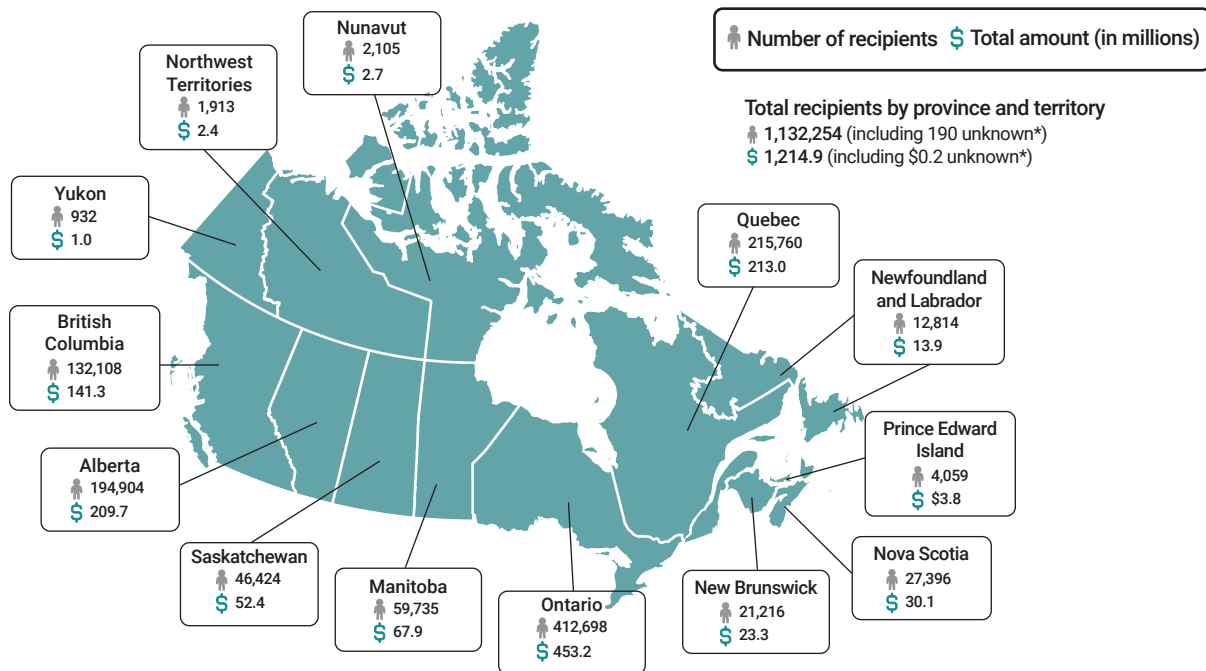 Number of recipients $ Total amount (in millions)
Total recipients by province and territory
1,132,254 (including 190 unknown*)
$ 1,214.9 (including $0.2 unknown*)
Nunavut
2,105
$ 2.7
Northwest
Territories
1,913
$ 2.4
Yukon
932
$ 1.0
British
Columbia
132,108
$ 141.3
Alberta
194,904
$ 209.7
Saskatchewan
46,424
$ 52.4
Manitoba
59,735
$ 67.9
Ontario
412,698
$ 453.2
Quebec
215,760
$ 213.0
Newfoundland
and Labrador
12,814
$ 13.9
Prince Edward
Island
4,059
$ $3.8
Nova Scotia
27,396
$ 30.1
New Brunswick
21,216
$ 23.3